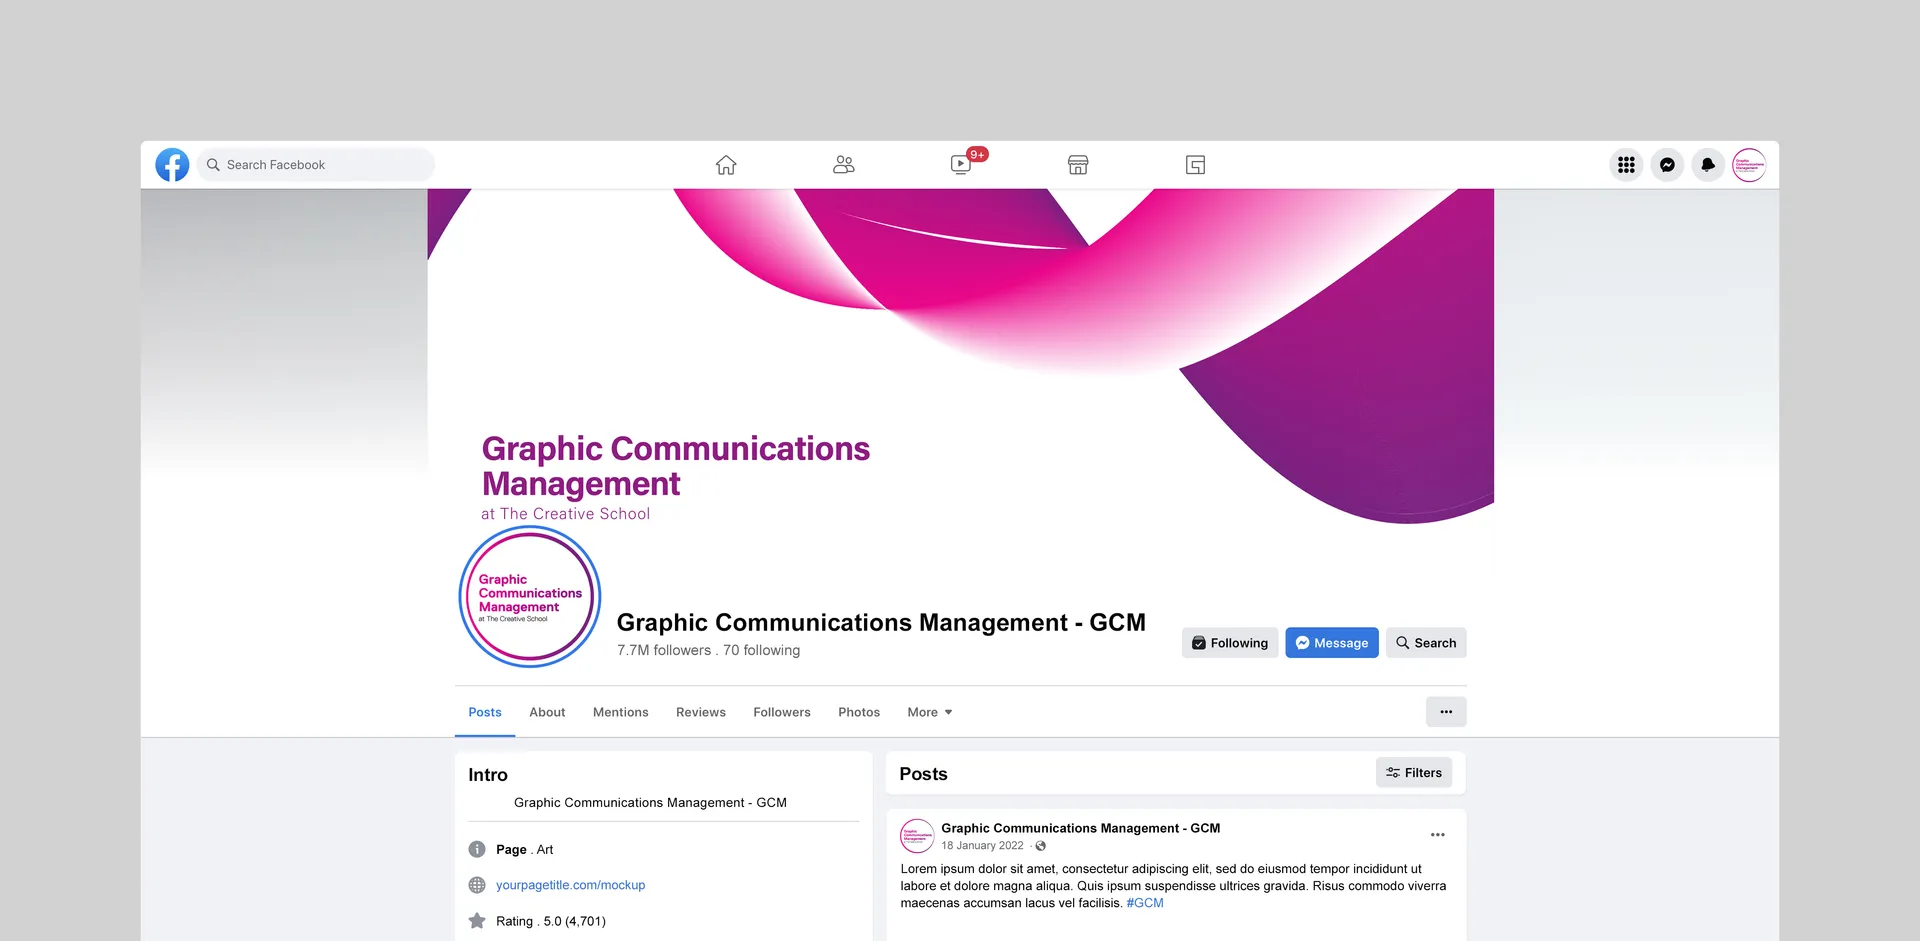 Search Facebook
9+
Graphic Communications
Management
at The Creative School
Graphic
Communications
Management
at The Creative School
Graphic Communications Management - GCM
7.7M followers . 70 following
Following
Message
Search
Posts
About
Mentions
Reviews
Followers
Photos
More
Intro
Graphic Communications Management - GCM
Page . Art
yourpagetitle.com/mockup
Rating . 5.0 (4,701)
Posts
Filters
Graphic
Communications
Management
Graphic Communications Management - GCM
18 January 2022 ·
Lorem ipsum dolor sit amet, consectetur adipiscing elit, sed do eiusmod tempor incididunt ut
labore et dolore magna aliqua. Quis ipsum suspendisse ultrices gravida. Risus commodo viverra
maecenas accumsan lacus vel facilisis. #GCM